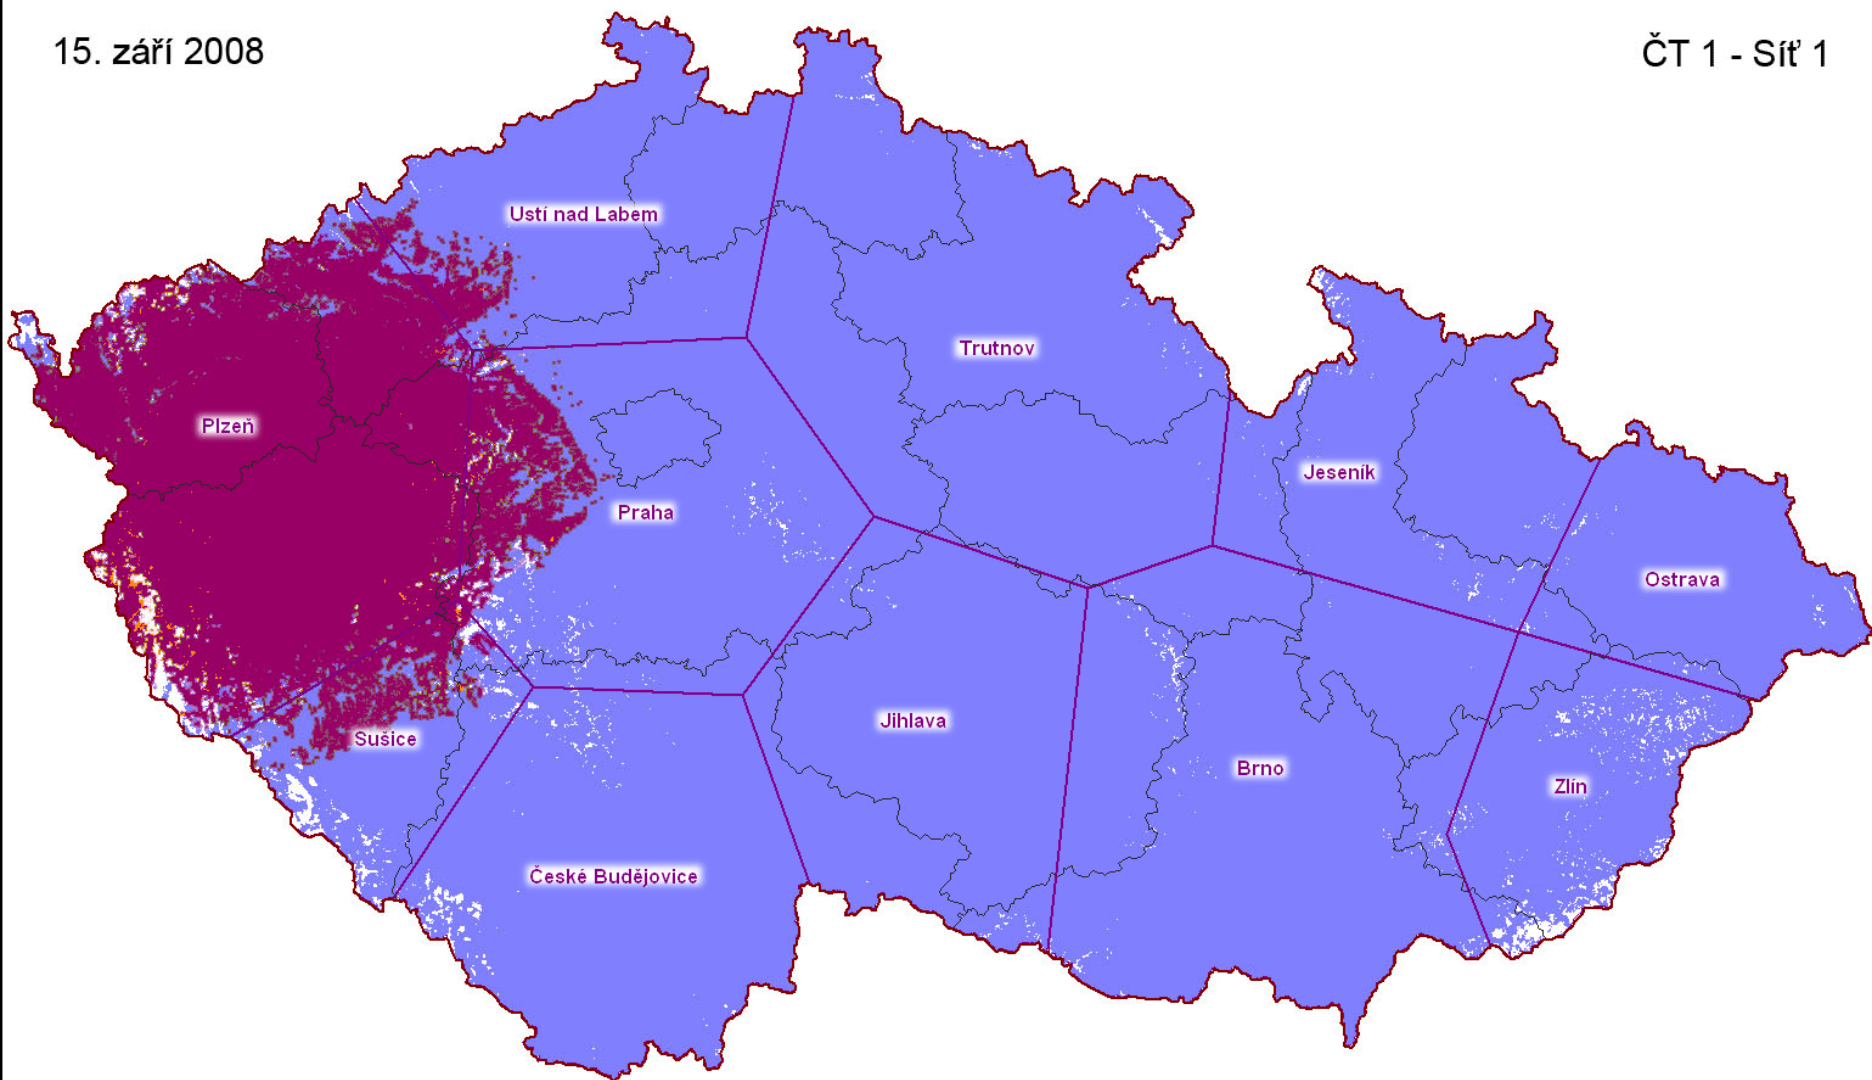 15. září 2008
ČT 1 - Síť 1
Ustí nad Labem
Trutnov
Plzeň
Jeseník
Praha
Ostrava
Jihlava
Sušice
Brno
Zlín
České Budějovice